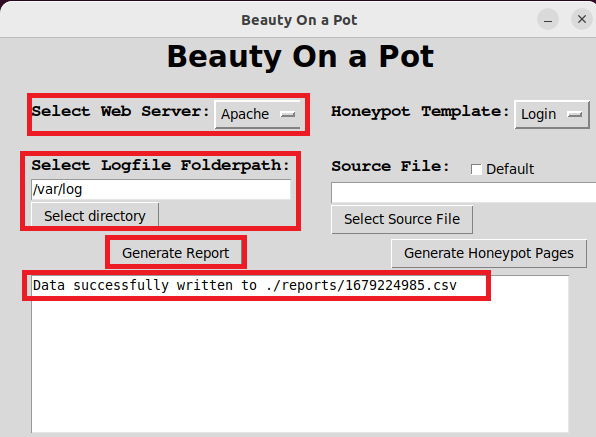 Beauty On a Pot
Beauty On a Pot
Select Web Server: Apache Honeypot Template: Login
Select Logfile Folderpath: Source File: Default
/var/log
Select directory Select Source File
Generate Report Generate Honeypot Pages
Data successfully written to ./reports/1679224985.csv